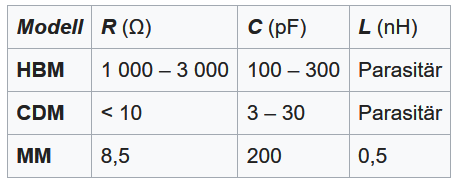 Modell R (Ω) C (pF) L (nH)
HBM 1 000 – 3 000 100 – 300 Parasitär
CDM < 10 3 – 30 Parasitär
MM 8,5 200 0,5